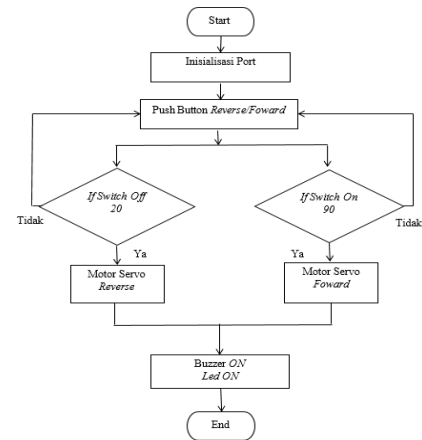 Start
Inisialisasi Port
Push Button Reverse/Foward
If Switch Off
20
If Switch On
90
Tidak
Tidak
Ya
Ya
Motor Servo
Reverse
Motor Servo
Foward
Buzzer ON
Led ON
End